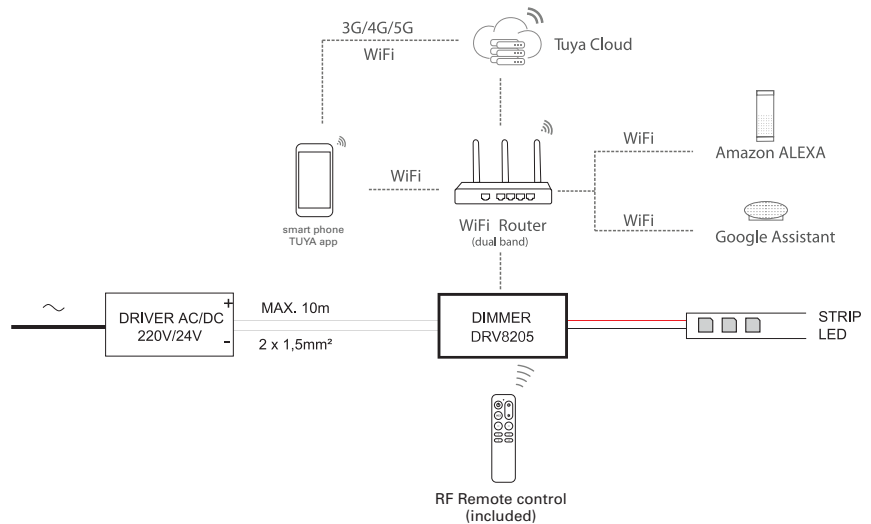 3G/4G/5G
WiFi
Tuya Cloud
WiFi
Amazon ALEXA
WiFi
WiFi Router
(dual band)
smart phone
TUYA app
WiFi
Google Assistant
DRIVER AC/DC
220V/24V
+
-
MAX. 10m
2 x 1,5mm²
DIMMER
DRV8205
STRIP
LED
RF Remote control
(included)